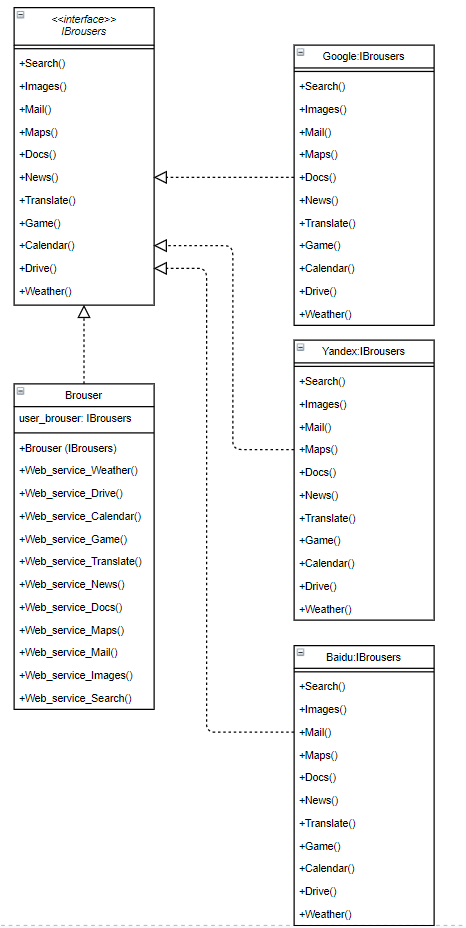 <<interface>>
IBrousers
+Search()
+Images()
+Mail()
+Maps()
+Docs()
+News()
+Translate()
+Game()
+Calendar()
+Drive()
+Weather()
Brouser
user_brouser: IBrousers
+Brouser (IBrousers)
+Web_service_Weather()
+Web_service_Drive()
+Web_service_Calendar()
+Web_service_Game()
+Web_service_Translate()
+Web_service_News()
+Web_service_Docs()
+Web_service_Maps()
+Web_service_Mail()
+Web_service_Images()
+Web_service_Search()
Google:IBrousers
+Search()
+Images()
+Mail()
+Maps()
+Docs()
+News()
+Translate()
+Game()
+Calendar()
+Drive()
+Weather()
Yandex:IBrousers
+Search()
+Images()
+Mail()
+Maps()
+Docs()
+News()
+Translate()
+Game()
+Calendar()
+Drive()
+Weather()
Baidu:IBrousers
+Search()
+Images()
+Mail()
+Maps()
+Docs()
+News()
+Translate()
+Game()
+Calendar()
+Drive()
+Weather()